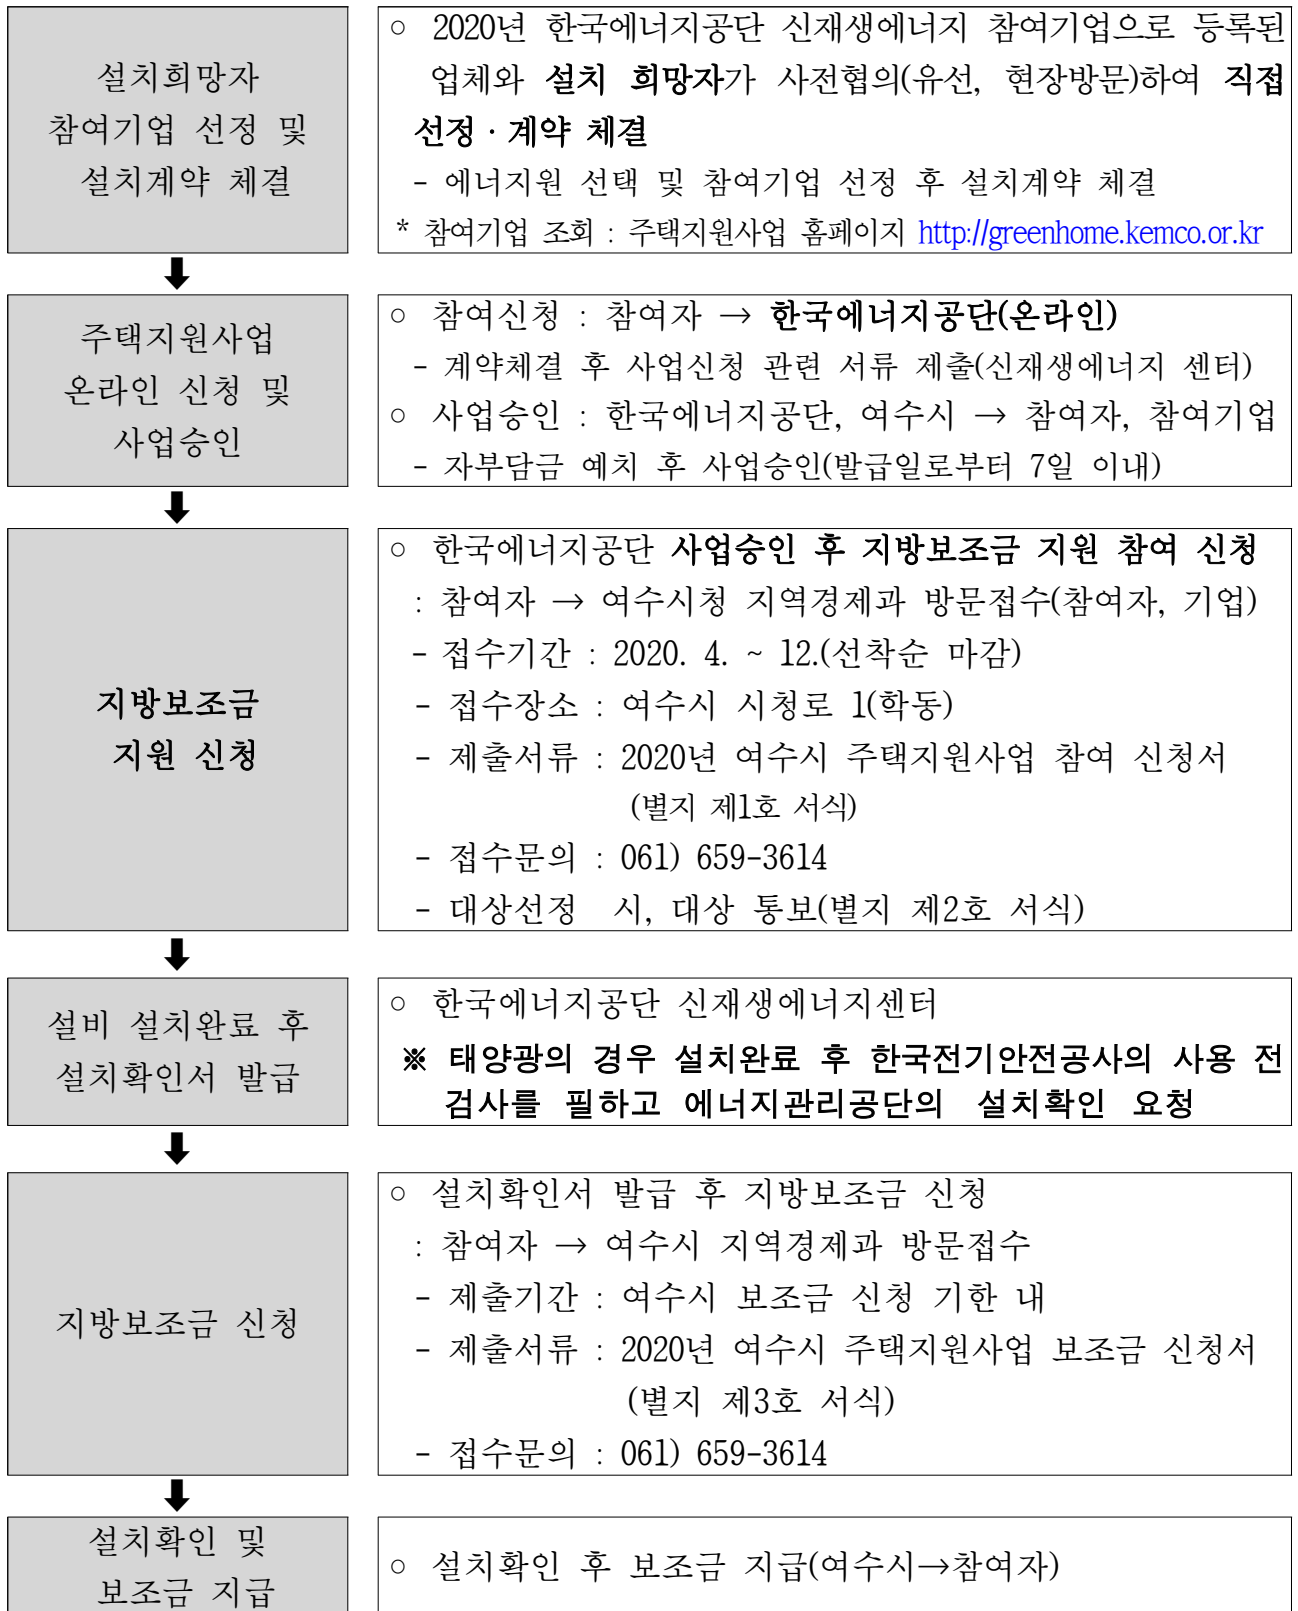 설치희망자
참여기업 선정 및
설치계약 체결
○ 2020년 한국에너지공단 신재생에너지 참여기업으로 등록된
업체와 설치 희망자가 사전협의(유선, 현장방문)하여 직접
선정·계약 체결
- 에너지원 선택 및 참여기업 선정 후 설치계약 체결
* 참여기업 조회 : 주택지원사업 홈페이지 http://greenhome.kemco.or.kr
주택지원사업
온라인 신청 및
사업승인
○ 참여신청 : 참여자 → 한국에너지공단(온라인)
- 계약체결 후 사업신청 관련 서류 제출(신재생에너지 센터)
○ 사업승인 : 한국에너지공단, 여수시 → 참여자, 참여기업
- 자부담금 예치 후 사업승인(발급일로부터 7일 이내)
지방보조금
지원 신청
○ 한국에너지공단 사업승인 후 지방보조금 지원 참여 신청
: 참여자 → 여수시청 지역경제과 방문접수(참여자, 기업)
- 접수기간 : 2020. 4. ~ 12.(선착순 마감)
- 접수장소 : 여수시 시청로 1(학동)
- 제출서류 : 2020년 여수시 주택지원사업 참여 신청서
(별지 제1호 서식)
- 접수문의 : 061) 659-3614
- 대상선정 시, 대상 통보(별지 제2호 서식)
설비 설치완료 후
설치확인서 발급
○ 한국에너지공단 신재생에너지센터
※ 태양광의 경우 설치완료 후 한국전기안전공사의 사용 전
검사를 필하고 에너지관리공단의 설치확인 요청
지방보조금 신청
○ 설치확인서 발급 후 지방보조금 신청
: 참여자 → 여수시 지역경제과 방문접수
- 제출기간 : 여수시 보조금 신청 기한 내
- 제출서류 : 2020년 여수시 주택지원사업 보조금 신청서
(별지 제3호 서식)
- 접수문의 : 061) 659-3614
설치확인 및
보조금 지급
○ 설치확인 후 보조금 지급(여수시→참여자)